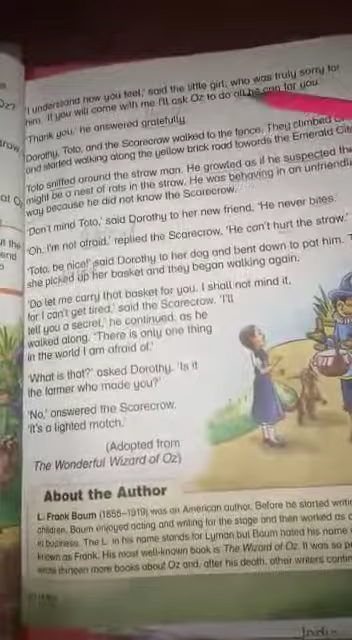 'I understand how you feel,' said the little girl, who was truly sorry for
him. 'If you will come with me I'll ask Oz to do all he can for you.'
'Thank you,' he answered gratefully.
Dorothy, Toto, and the Scarecrow walked to the fence. They climbed
and started walking along the yellow brick road towards the Emerald City
Toto sniffed around the straw man. He growled as if he suspected the
might be a nest of rats in the straw. He was behaving in an unfriendly
way because he did not know the Scarecrow.
'Don't mind Toto,' said Dorothy to her new friend, 'He never bites.'
'Oh, I'm not afraid,' replied the Scarecrow, 'He can't hurt the straw.'
'Toto, be nice!' said Dorothy to her dog and bent down to pat him. T
she picked up her basket and they began walking again.
'Do let me carry that basket for you. I shall not mind it,
for I can't get tired,' said the Scarecrow. 'I'll
tell you a secret,' he continued, as he
walked along. 'There is only one thing
in the world I am afraid of.'
'What is that?' asked Dorothy. 'Is it
the farmer who made you?'
'No,' answered the Scarecrow,
'it's a lighted match.'
(Adapted from
The Wonderful Wizard of Oz)
About the Author
L. Frank Baum (1856–1919) was an American author. Before he started writi
children, Baum enjoyed acting and writing for the stage and then worked as a
in business. The L. in his name stands for Lyman but Baum hated his name
known as Frank. His most well-known book is The Wizard of Oz. It was so p
wrote thirteen more books about Oz and, after his death, other writers contin